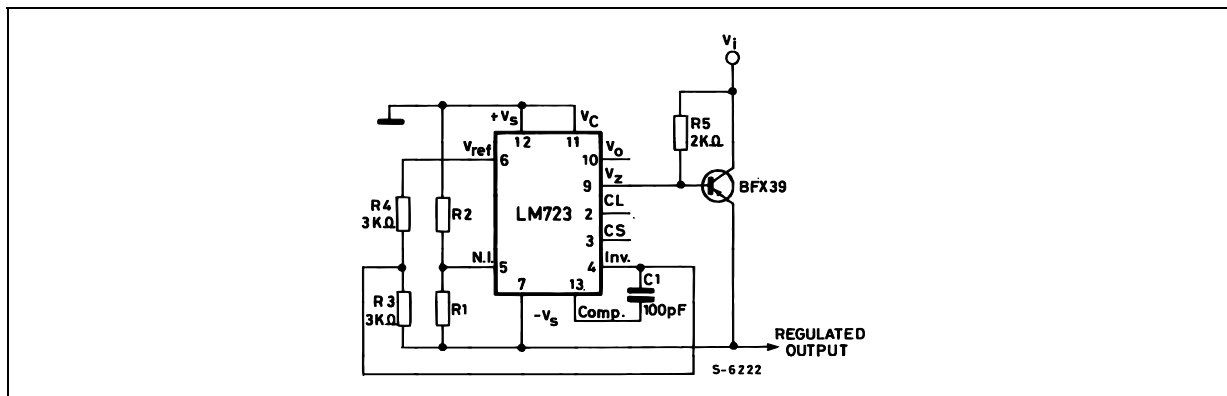 Vi
+Vs
VC
R5
2KΩ
12
11
Vref
6
10
Vo
Vz
9
BFX39
R4
3KΩ
R2
LM723
CL
2
CS
3
N.I.
5
4
Inv.
R3
3KΩ
R1
7
13
C1
100pF
-Vs
Comp.
REGULATED
OUTPUT
S-6222